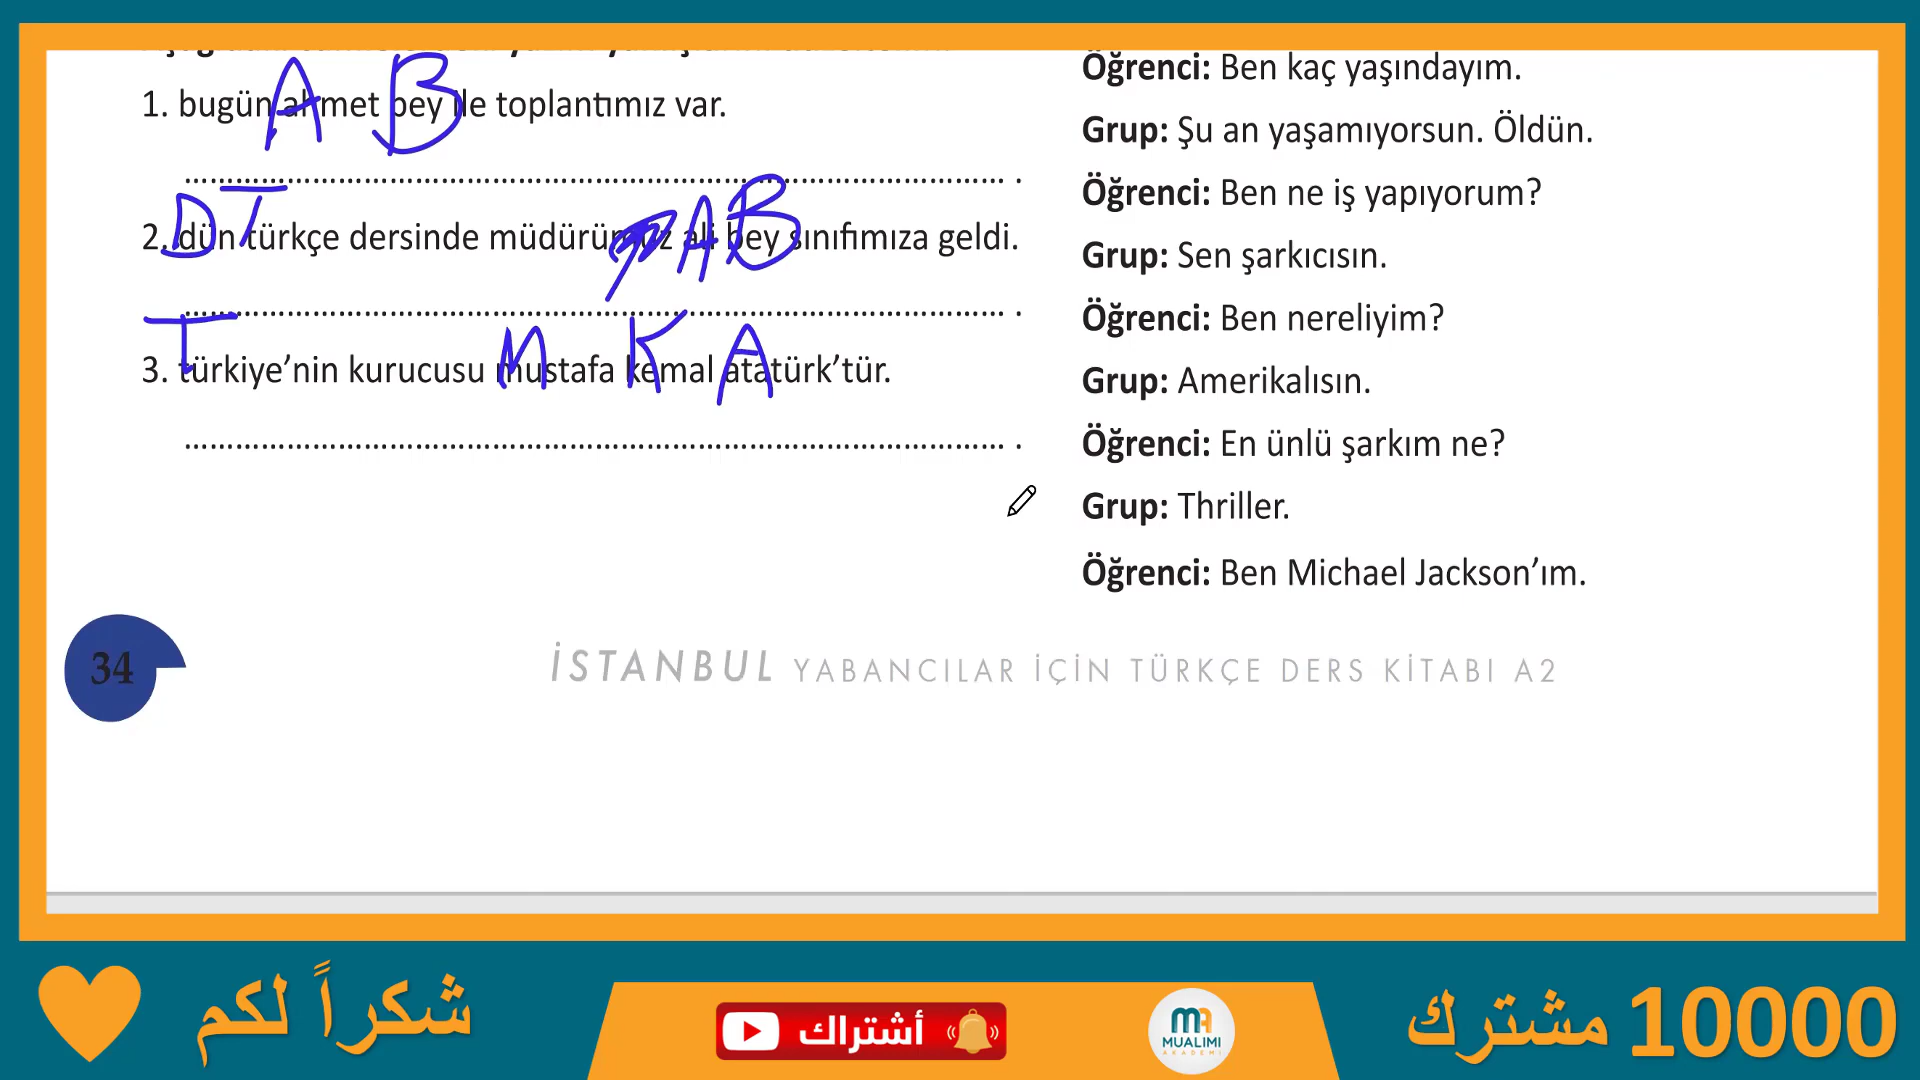 1. bugün ahmet bey ile toplantımız var.
A B
.
2. dün türkçe dersinde müdürümüz ali bey sınıfımıza geldi.
D T A B
.
3. türkiye’nin kurucusu mustafa kemal atatürk’tür.
T M K A
.
Öğrenci: Ben kaç yaşındayım.
Grup: Şu an yaşamıyorsun. Öldün.
Öğrenci: Ben ne iş yapıyorum?
Grup: Sen şarkıcısın.
Öğrenci: Ben nereliyim?
Grup: Amerikalısın.
Öğrenci: En ünlü şarkım ne?
Grup: Thriller.
Öğrenci: Ben Michael Jackson’ım.
34
İSTANBUL YABANCILAR İÇİN TÜRKÇE DERS KİTABI A2
شكراً لكم
أشتراك
MA
MUALIMI
AKADEMI
10000 مشترك